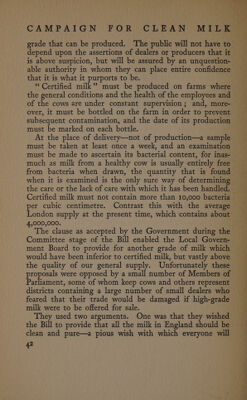 CAMPAIGN FOR CLEAN MILK
grade that can be produced. The public will not have to
depend upon the assertions of dealers or producers that it
is above suspicion, but will be assured by an unquestion-
able authority in whom they can place entire confidence
that it is what it purports to be.
“ Certified milk ” must be produced on farms where
the general conditions and the health of the employees and
of the cows are under constant supervision ; and, more-
over, it must be bottled on the farm in order to prevent
subsequent contamination, and the date of its production
must be marked on each bottle.
At the place of delivery—not of production—a sample
must be taken at least once a week, and an examination
must be made to ascertain its bacterial content, for inas-
much as milk from a healthy cow is usually entirely free
from bacteria when drawn, the quantity that is found
when it is examined is the only sure way of determining
the care or the lack of care with which it has been handled.
Certified milk must not contain more than 10,000 bacteria
per cubic centimetre. Contrast this with the average
London supply at the present time, which contains about
4,000,000.
The clause as accepted by the Government during the
Committee stage of the Bill enabled the Local Govern-
ment Board to provide for another grade of milk which
would have been inferior to certified milk, but vastly above
the quality of our general supply. Unfortunately these
proposals were opposed by a small number of Members of
Parliament, some of whom keep cows and others represent
districts containing a large number of small dealers who
feared that their trade would be damaged if high-grade
milk were to be offered for sale.
They used two arguments. One was that they wished
the Bill to provide that all the milk in England should be
clean and pure—a pious wish with which everyone will
42